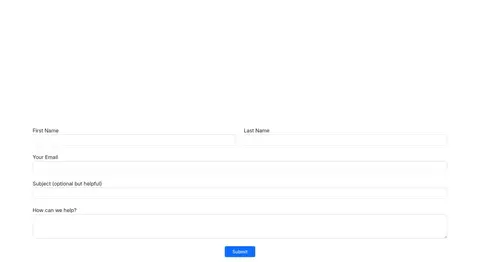 First Name
Last Name
Your Email
Subject (optional but helpful)
How can we help?
Submit